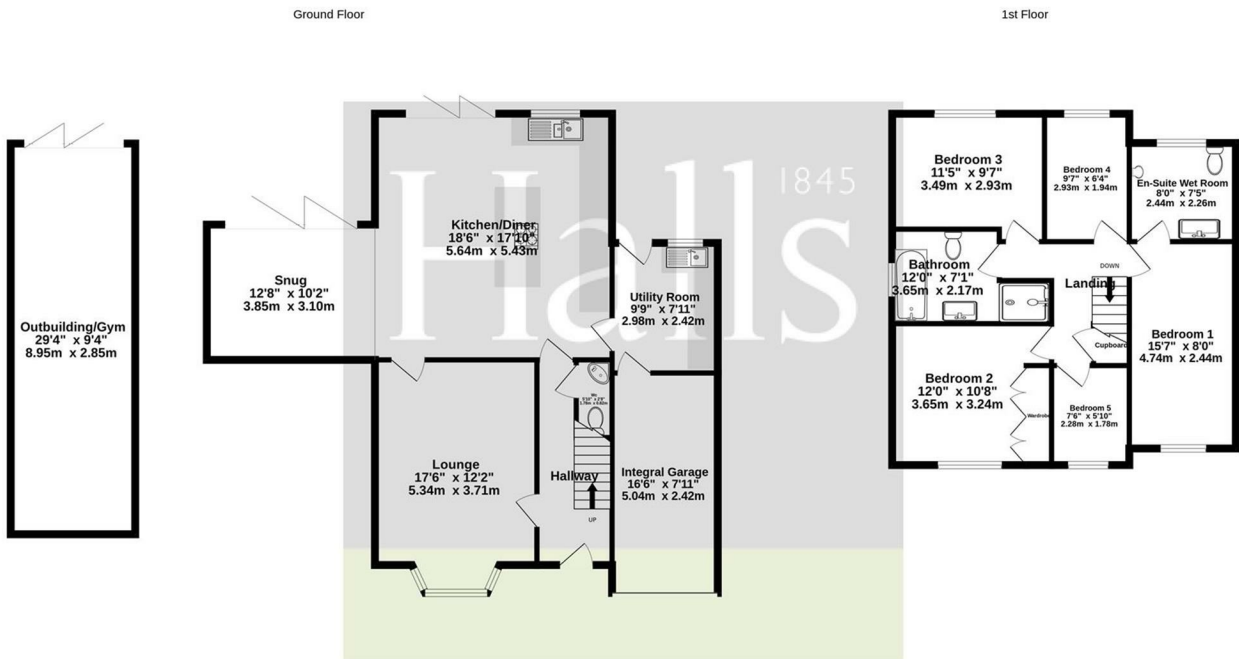 Ground Floor
1st Floor
Halls
1845
Outbuilding/Gym
29'4" x 9'4"
8.95m x 2.85m
Snug
12'8" x 10'2"
3.85m x 3.10m
Kitchen/Diner
18'6" x 17'10"
5.64m x 5.43m
Utility Room
9'9" x 7'11"
2.98m x 2.42m
Lounge
17'6" x 12'2"
5.34m x 3.71m
Hallway
UP
Integral Garage
16'6" x 7'11"
5.04m x 2.42m
Bedroom 3
11'5" x 9'7"
3.49m x 2.93m
Bedroom 4
9'7" x 6'4"
2.93m x 1.94m
En-Suite Wet Room
8'0" x 7'5"
2.44m x 2.26m
Bathroom
12'0" x 7'1"
3.65m x 2.17m
DOWN
Landing
Cupboard
Bedroom 1
15'7" x 8'0"
4.74m x 2.44m
Bedroom 2
12'0" x 10'8"
3.65m x 3.24m
Wardrobe
Bedroom 5
7'6" x 5'10"
2.28m x 1.78m